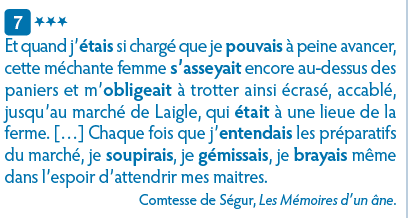 7 ★★★
Et quand j'étais si chargé que je pouvais à peine avancer,
cette méchante femme s'asseyait encore au-dessus des
paniers et m'obligeait à trotter ainsi écrasé, accablé,
jusqu'au marché de Laigle, qui était à une lieue de la
ferme. […] Chaque fois que j'entendais les préparatifs
du marché, je soupirais, je gémissais, je brayais même
dans l'espoir d'attendrir mes maitres.
Comtesse de Ségur, Les Mémoires d'un âne.